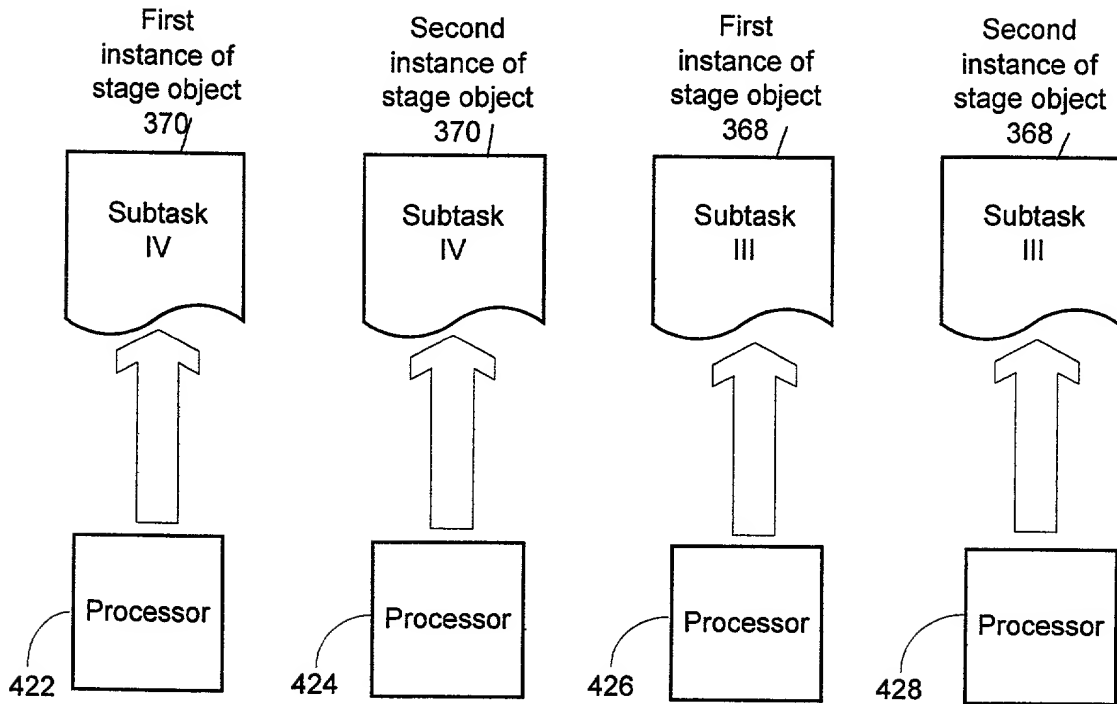 First
instance of
stage object
370
Second
instance of
stage object
370
First
instance of
stage object
368
Second
instance of
stage object
368
Subtask
IV
Subtask
IV
Subtask
III
Subtask
III
Processor
Processor
Processor
Processor
422
424
426
428